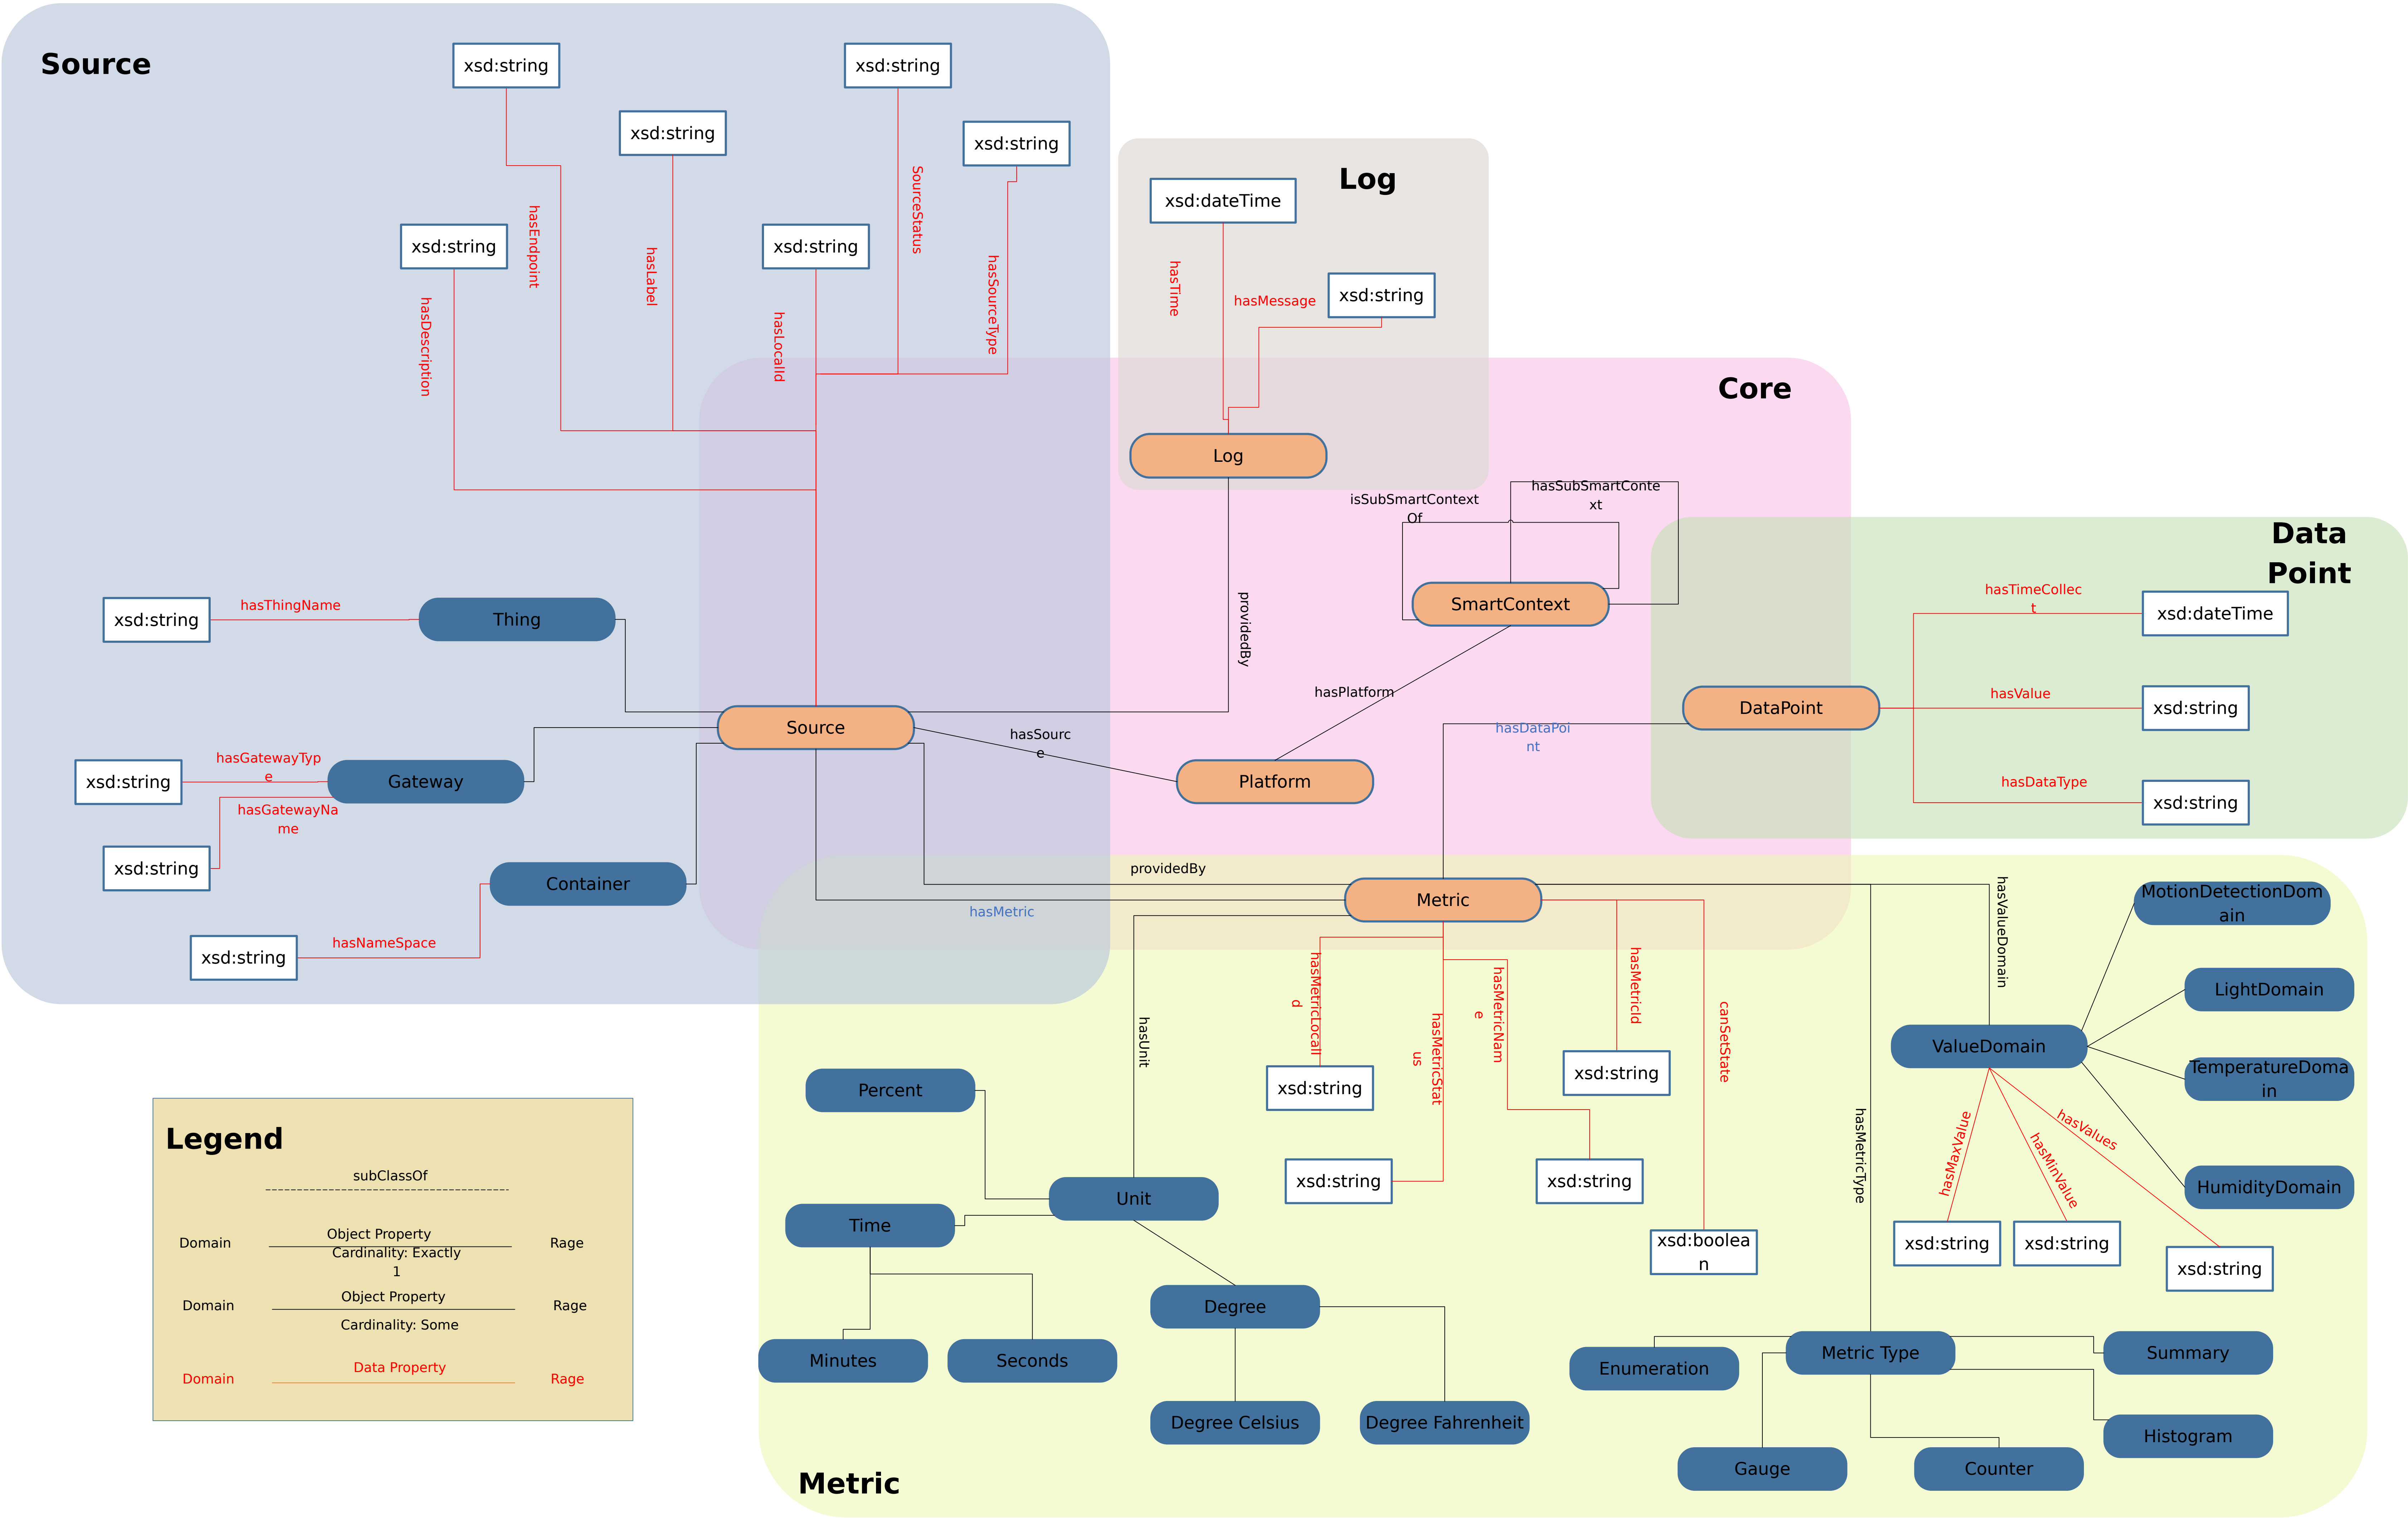 Source
xsd:string
xsd:string
xsd:string
xsd:string
xsd:string
xsd:string
hasDescription
hasEndpoint
hasLabel
hasLocalId
SourceStatus
hasSourceType
Log
xsd:dateTime
xsd:string
hasTime
hasMessage
Log
Core
isSubSmartContext
Of
hasSubSmartConte
xt
SmartContext
providedBy
hasPlatform
Data
Point
hasTimeCollec
t
xsd:dateTime
DataPoint
hasValue
xsd:string
hasDataType
xsd:string
hasDataPoi
nt
xsd:string
hasThingName
Thing
Source
hasSourc
e
Platform
xsd:string
hasGatewayTyp
e
Gateway
hasGatewayNa
me
xsd:string
Container
xsd:string
hasNameSpace
providedBy
hasMetric
Metric
hasUnit
hasMetricLocalI
d
hasMetricStat
us
hasMetricNam
e
hasMetricId
canSetState
hasMetricType
hasValueDomain
MotionDetectionDom
ain
LightDomain
ValueDomain
TemperatureDoma
in
HumidityDomain
hasMaxValue
hasMinValue
hasValues
xsd:string
xsd:string
xsd:string
xsd:string
xsd:string
xsd:string
xsd:string
xsd:boolea
n
Percent
Unit
Time
Degree
Minutes
Seconds
Degree Celsius
Degree Fahrenheit
Enumeration
Metric Type
Summary
Histogram
Gauge
Counter
Metric
Legend
subClassOf
Domain
Object Property
Cardinality: Exactly
1
Rage
Domain
Object Property
Cardinality: Some
Rage
Domain
Data Property
Rage